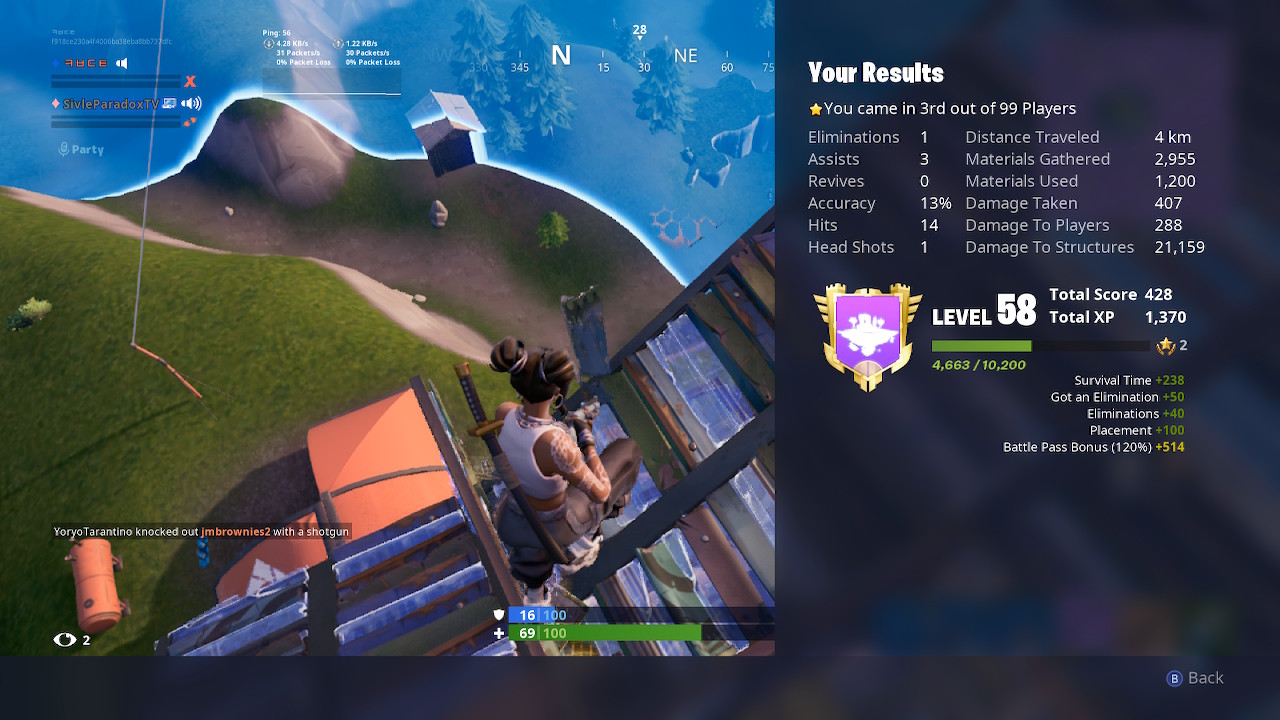 Ping: 56
4.28 KB/s 1.22 KB/s
31 Packets/s 30 Packets/s
0% Packet Loss 0% Packet Loss
SivleParadoxTV
Party
28
330 345 N 15 30 NE 60 75
YoryoTarantino knocked out jmbrownies2 with a shotgun
2
16 100
69 100
Your Results
You came in 3rd out of 99 Players
Eliminations 1 Distance Traveled 4 km
Assists 3 Materials Gathered 2,955
Revives 0 Materials Used 1,200
Accuracy 13% Damage Taken 407
Hits 14 Damage To Players 288
Head Shots 1 Damage To Structures 21,159
LEVEL 58 Total Score 428
Total XP 1,370
2
4,663 / 10,200
Survival Time +238
Got an Elimination +50
Eliminations +40
Placement +100
Battle Pass Bonus (120%) +514
B Back